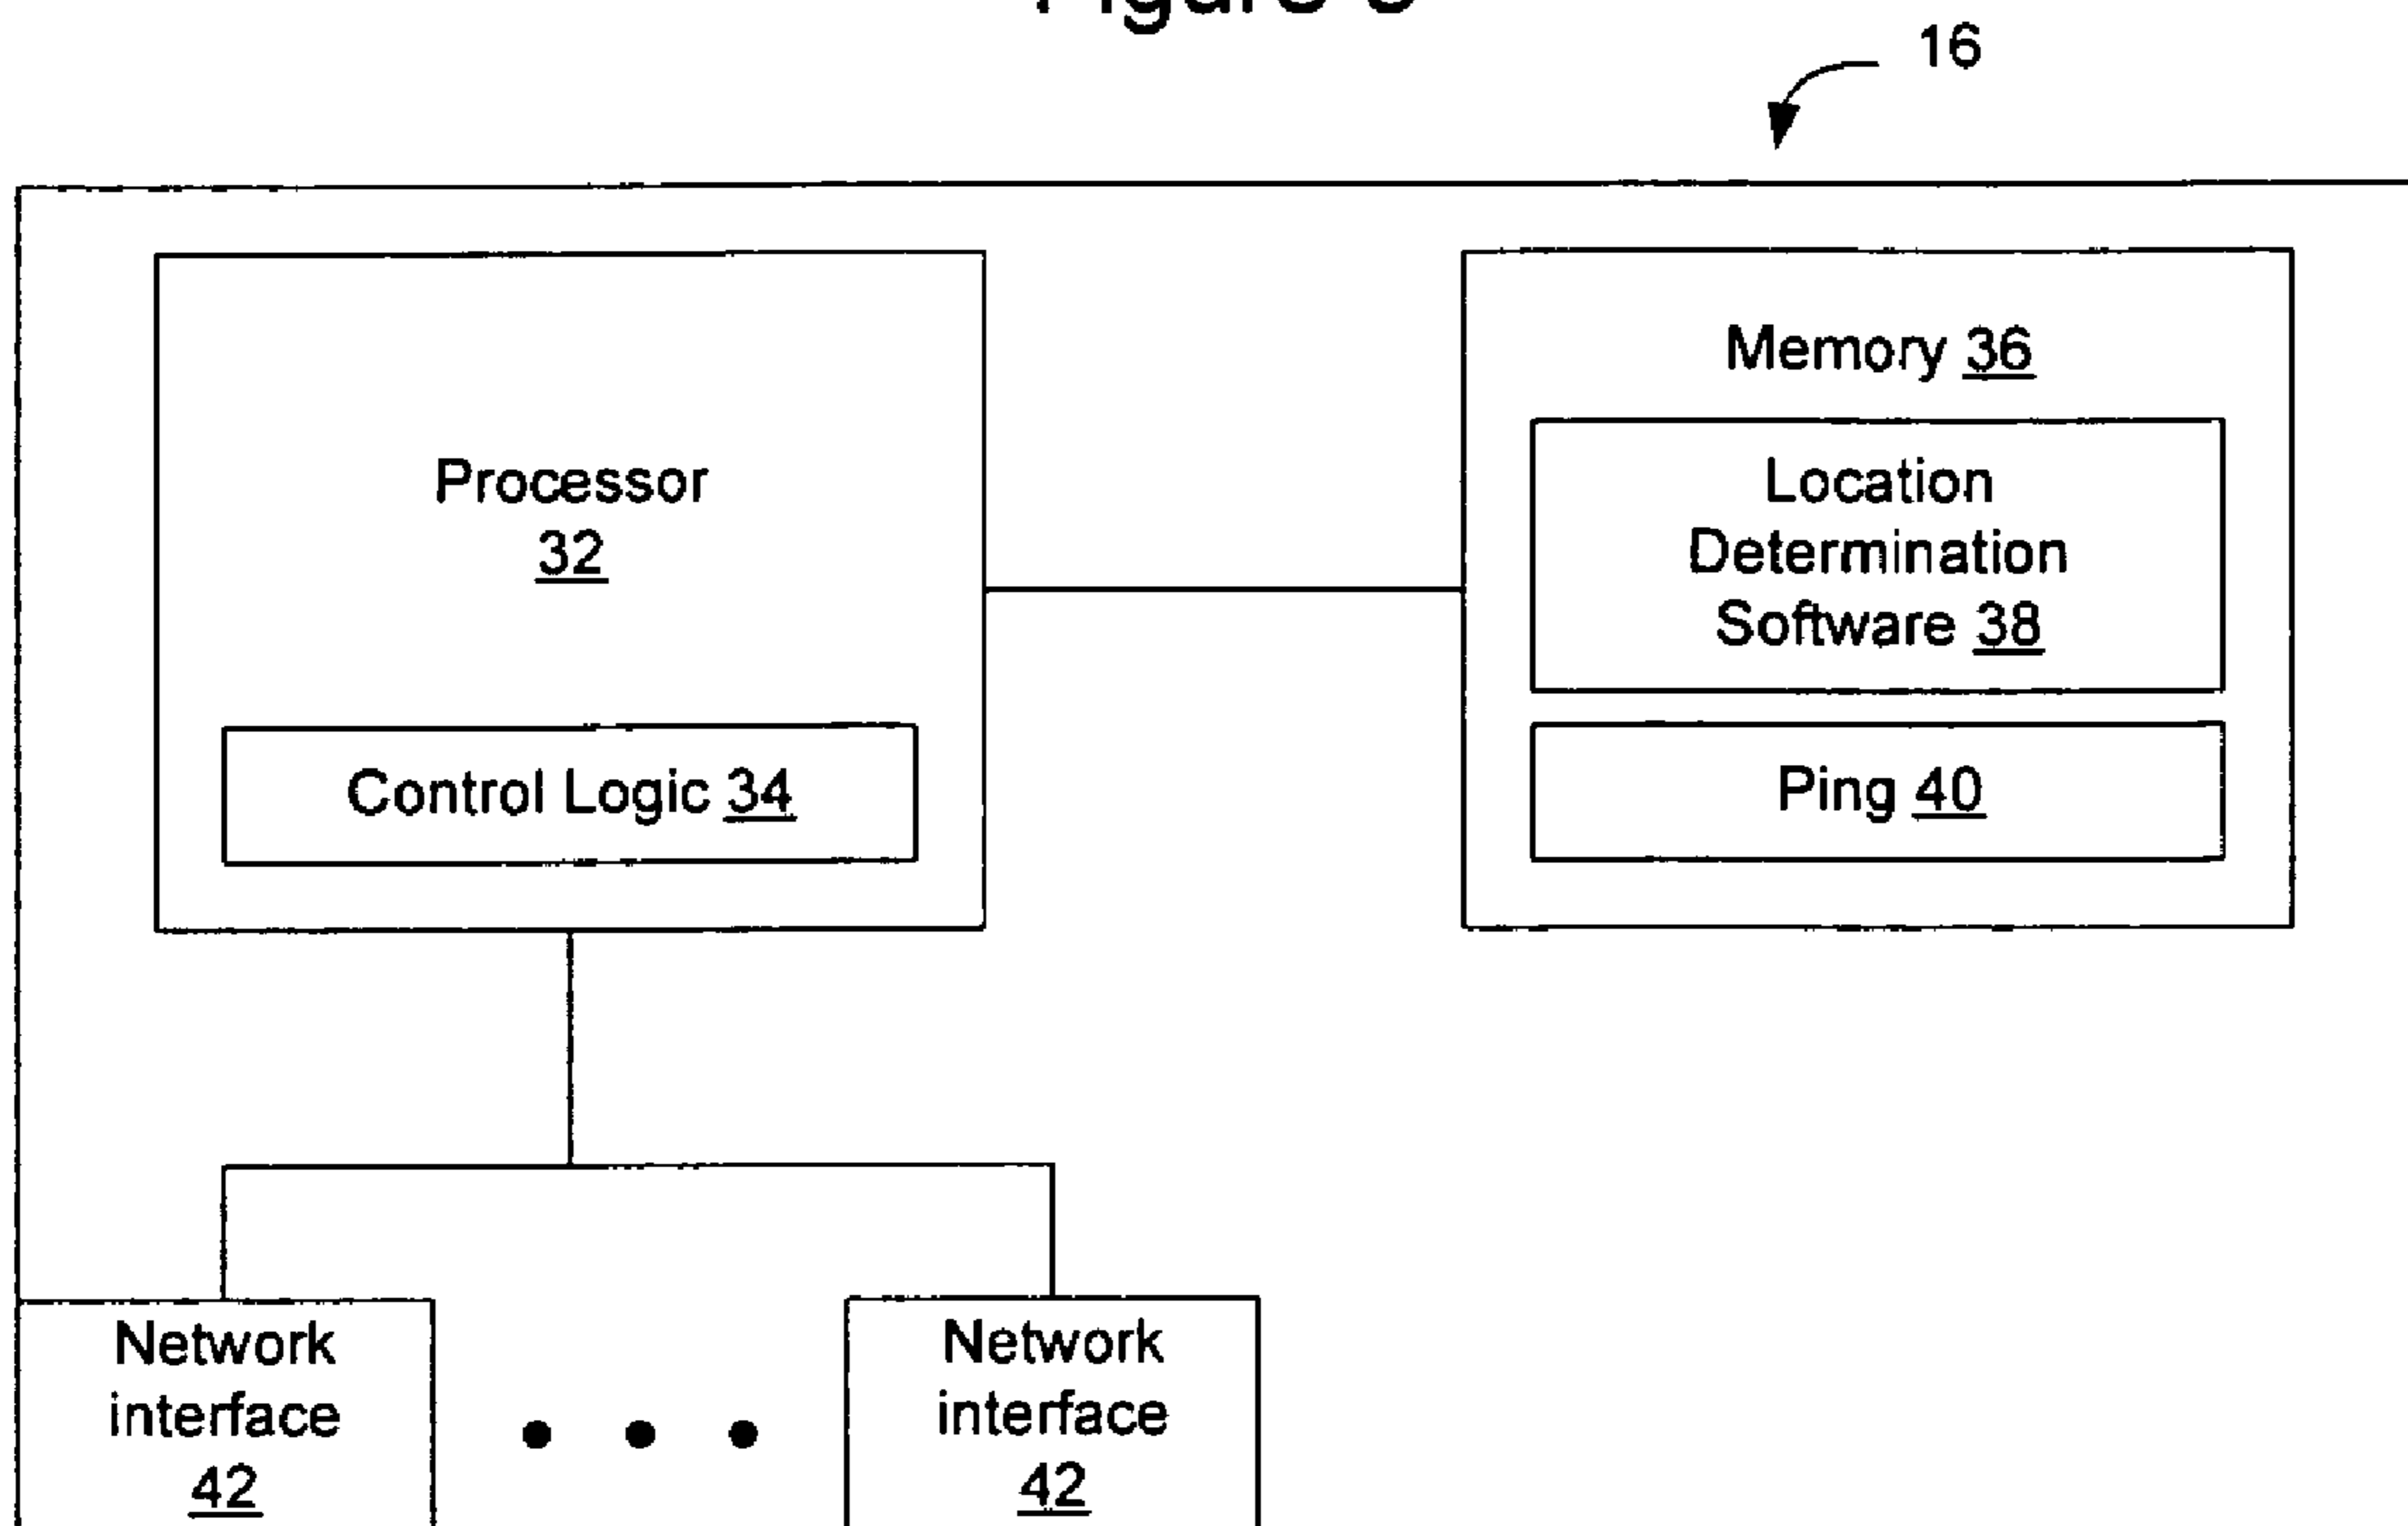 16
Memory 36
Processor
32
Location
Determination
Software 38
Control Logic 34
Ping 40
Network
interface
42
Network
interface
42